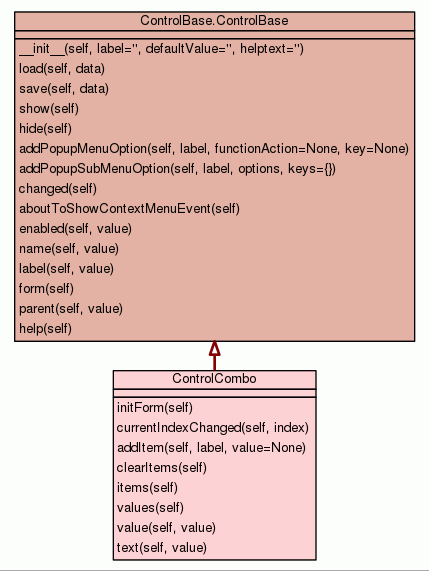 ControlBase.ControlBase
__init__(self, label='', defaultValue='', helptext='')
load(self, data)
save(self, data)
show(self)
hide(self)
addPopupMenuOption(self, label, functionAction=None, key=None)
addPopupSubMenuOption(self, label, options, keys={})
changed(self)
aboutToShowContextMenuEvent(self)
enabled(self, value)
name(self, value)
label(self, value)
form(self)
parent(self, value)
help(self)
ControlCombo
initForm(self)
currentIndexChanged(self, index)
addItem(self, label, value=None)
clearItems(self)
items(self)
values(self)
value(self, value)
text(self, value)